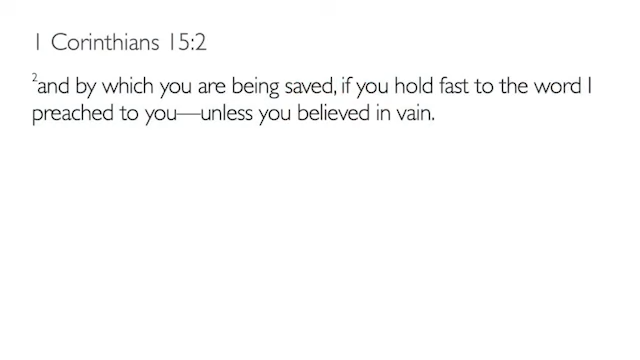 1 Corinthians 15:2
2and by which you are being saved, if you hold fast to the word I
preached to you—unless you believed in vain.